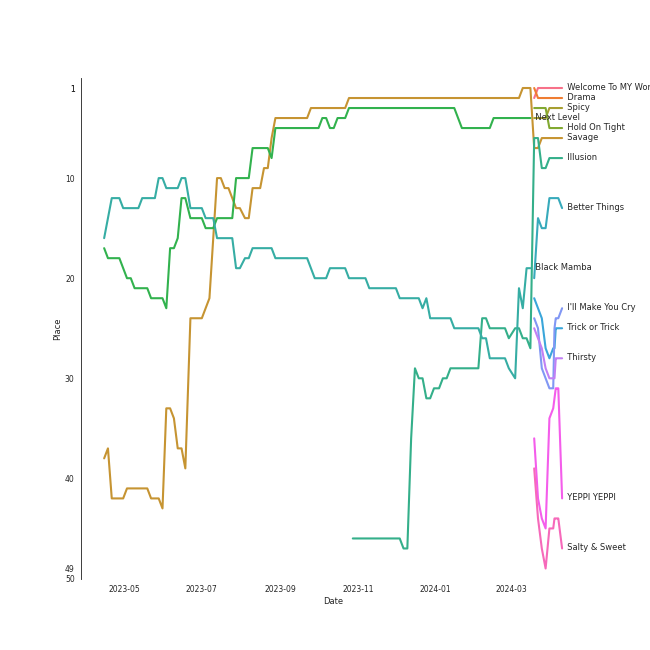 1
Welcome To MY Wor
Drama
Spicy
Next Level
Hold On Tight
Savage
Illusion
10
Better Things
20
Black Mamba
I'll Make You Cry
Trick or Trick
Thirsty
30
40
YEPPI YEPPI
Salty & Sweet
49
50
Place
2023-05 2023-07 2023-09 2023-11 2024-01 2024-03
Date